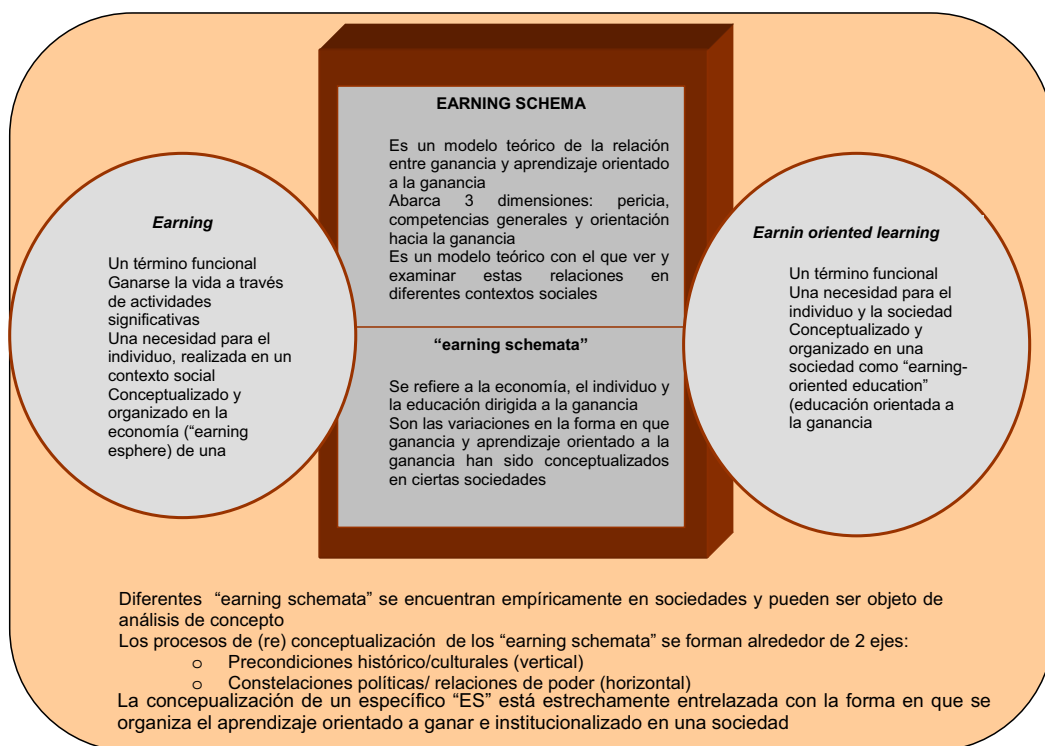 EARNING SCHEMA
Es un modelo teórico de la relación
entre ganancia y aprendizaje orientado
a la ganancia
Abarca 3 dimensiones: pericia,
competencias generales y orientación
hacia la ganancia
Es un modelo teórico con el que ver y
examinar estas relaciones en
diferentes contextos sociales
Earning
Un término funcional
Ganarse la vida a través
de actividades
significativas
Una necesidad para el
individuo, realizada en un
contexto social
Conceptualizado y
organizado en la
economía (“earning
esphere) de una
Earnin oriented learning
Un término funcional
Una necesidad para el
individuo y la sociedad
Conceptualizado y
organizado en una
sociedad como “earning-
oriented education”
(educación orientada a
la ganancia
“earning schemata”
Se refiere a la economía, el individuo y
la educación dirigida a la ganancia
Son las variaciones en la forma en que
ganancia y aprendizaje orientado a la
ganancia han sido conceptualizados
en ciertas sociedades
Diferentes “earning schemata” se encuentran empíricamente en sociedades y pueden ser objeto de
análisis de concepto
Los procesos de (re) conceptualización de los “earning schemata” se forman alrededor de 2 ejes:
o Precondiciones histórico/culturales (vertical)
o Constelaciones políticas/ relaciones de poder (horizontal)
La concepualización de un específico “ES” está estrechamente entrelazada con la forma en que se
organiza el aprendizaje orientado a ganar e institucionalizado en una sociedad